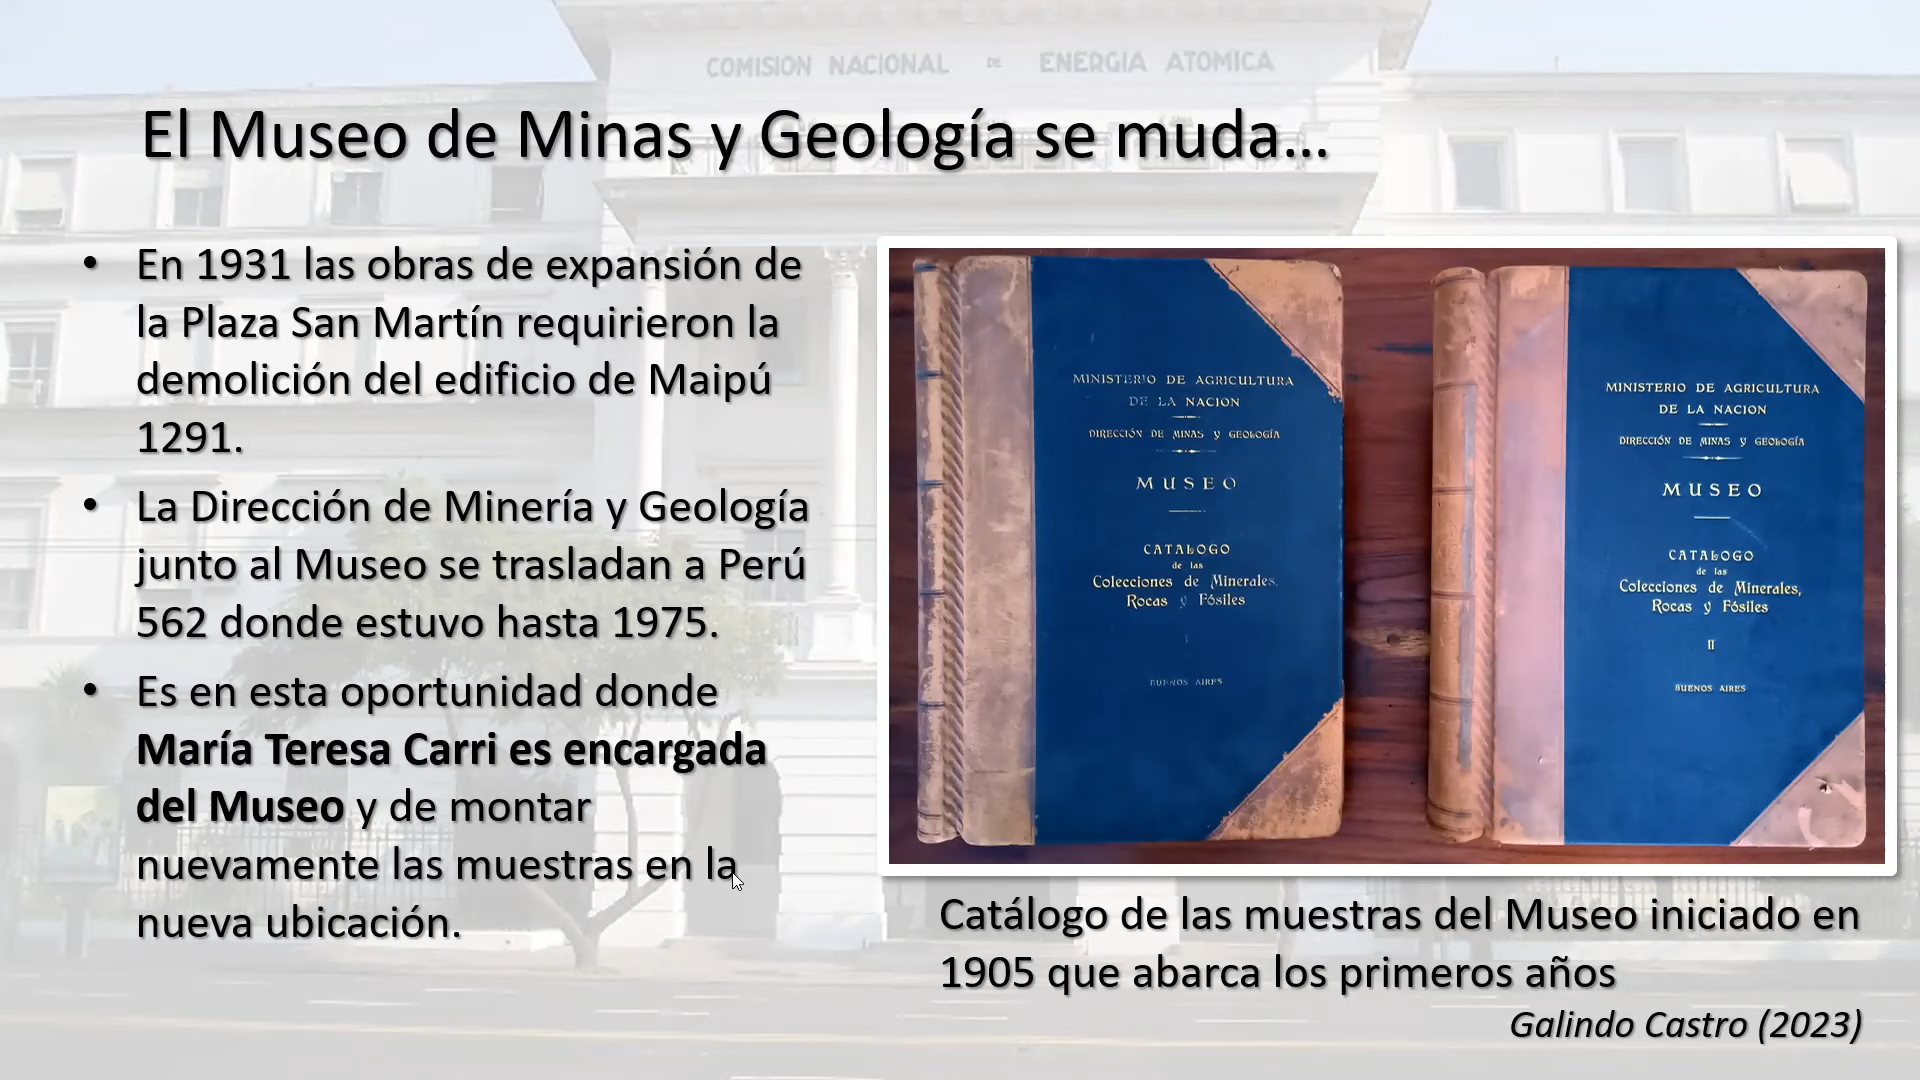 COMISION NACIONAL DE ENERGIA ATOMICA
El Museo de Minas y Geología se muda...
• En 1931 las obras de expansión de
la Plaza San Martín requirieron la
demolición del edificio de Maipú
1291.
• La Dirección de Minería y Geología
junto al Museo se trasladan a Perú
562 donde estuvo hasta 1975.
• Es en esta oportunidad donde
María Teresa Carri es encargada
del Museo y de montar
nuevamente las muestras en la
nueva ubicación.
MINISTERIO DE AGRICULTURA
DE LA NACION
DIRECCIÓN DE MINAS y GEOLOGÍA
MUSEO
CATALOGO
de las
Colecciones de Minerales,
Rocas y Fósiles
I
BUENOS AIRES
MINISTERIO DE AGRICULTURA
DE LA NACION
DIRECCIÓN DE MINAS y GEOLOGÍA
MUSEO
CATALOGO
de las
Colecciones de Minerales,
Rocas y Fósiles
II
BUENOS AIRES
Catálogo de las muestras del Museo iniciado en
1905 que abarca los primeros años
Galindo Castro (2023)